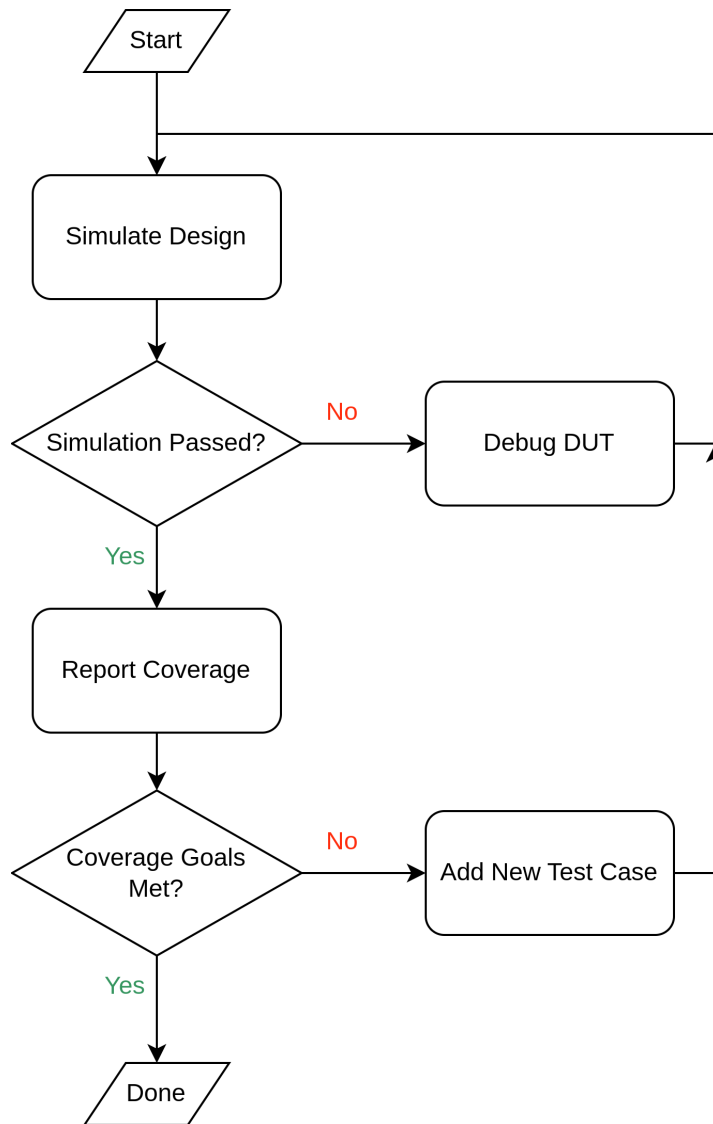 Start
Simulate Design
Simulation Passed?
No
Debug DUT
Yes
Report Coverage
Coverage Goals
Met?
No
Add New Test Case
Yes
Done